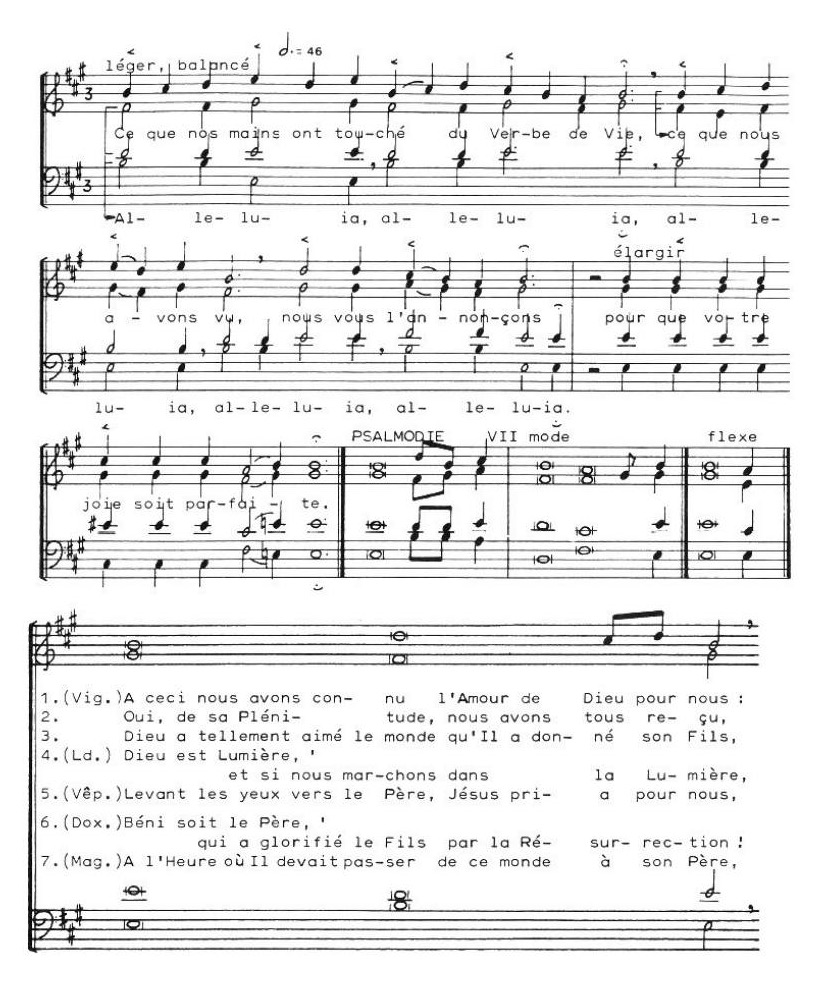 léger, balancé 𝅗𝅥. = 46
3
Ce que nos mains ont tou-ché du Ver-be de Vie, ce que nous
3
Al- le- lu- ia, al- le- lu- ia, al- le-
élargir
a - vons vu, nous vous l'an - non-çons pour que vo-tre
lu- ia, al-le- lu- ia, al- le- lu-ia.
PSALMODIE VII mode flexe
joie soit par-fai - te.
1.(Vig.)A ceci nous avons con- nu l'Amour de Dieu pour nous :
2. Oui, de sa Pléni- tude, nous avons tous re- çu,
3. Dieu a tellement aimé le monde qu'Il a don- né son Fils,
4.(Ld.) Dieu est Lumière, '
et si nous mar-chons dans la Lu- mière,
5.(Vêp.)Levant les yeux vers le Père, Jésus pri- a pour nous,
6.(Dox.)Béni soit le Père, '
qui a glorifié le Fils par la Ré- sur- rec-tion !
7.(Mag.)A l'Heure où Il devait pas-ser de ce monde à son Père,